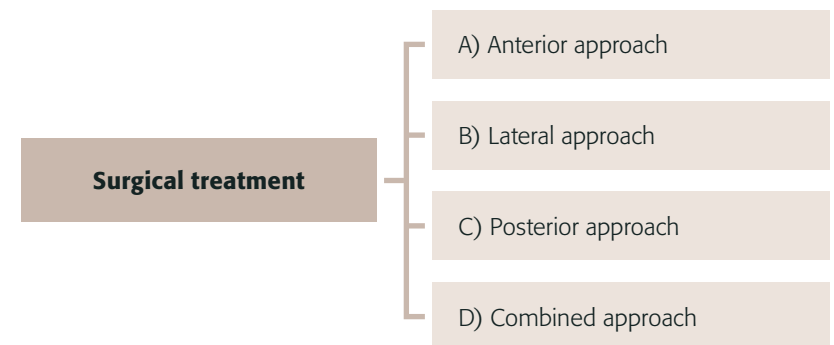 Surgical treatment
A) Anterior approach
B) Lateral approach
C) Posterior approach
D) Combined approach